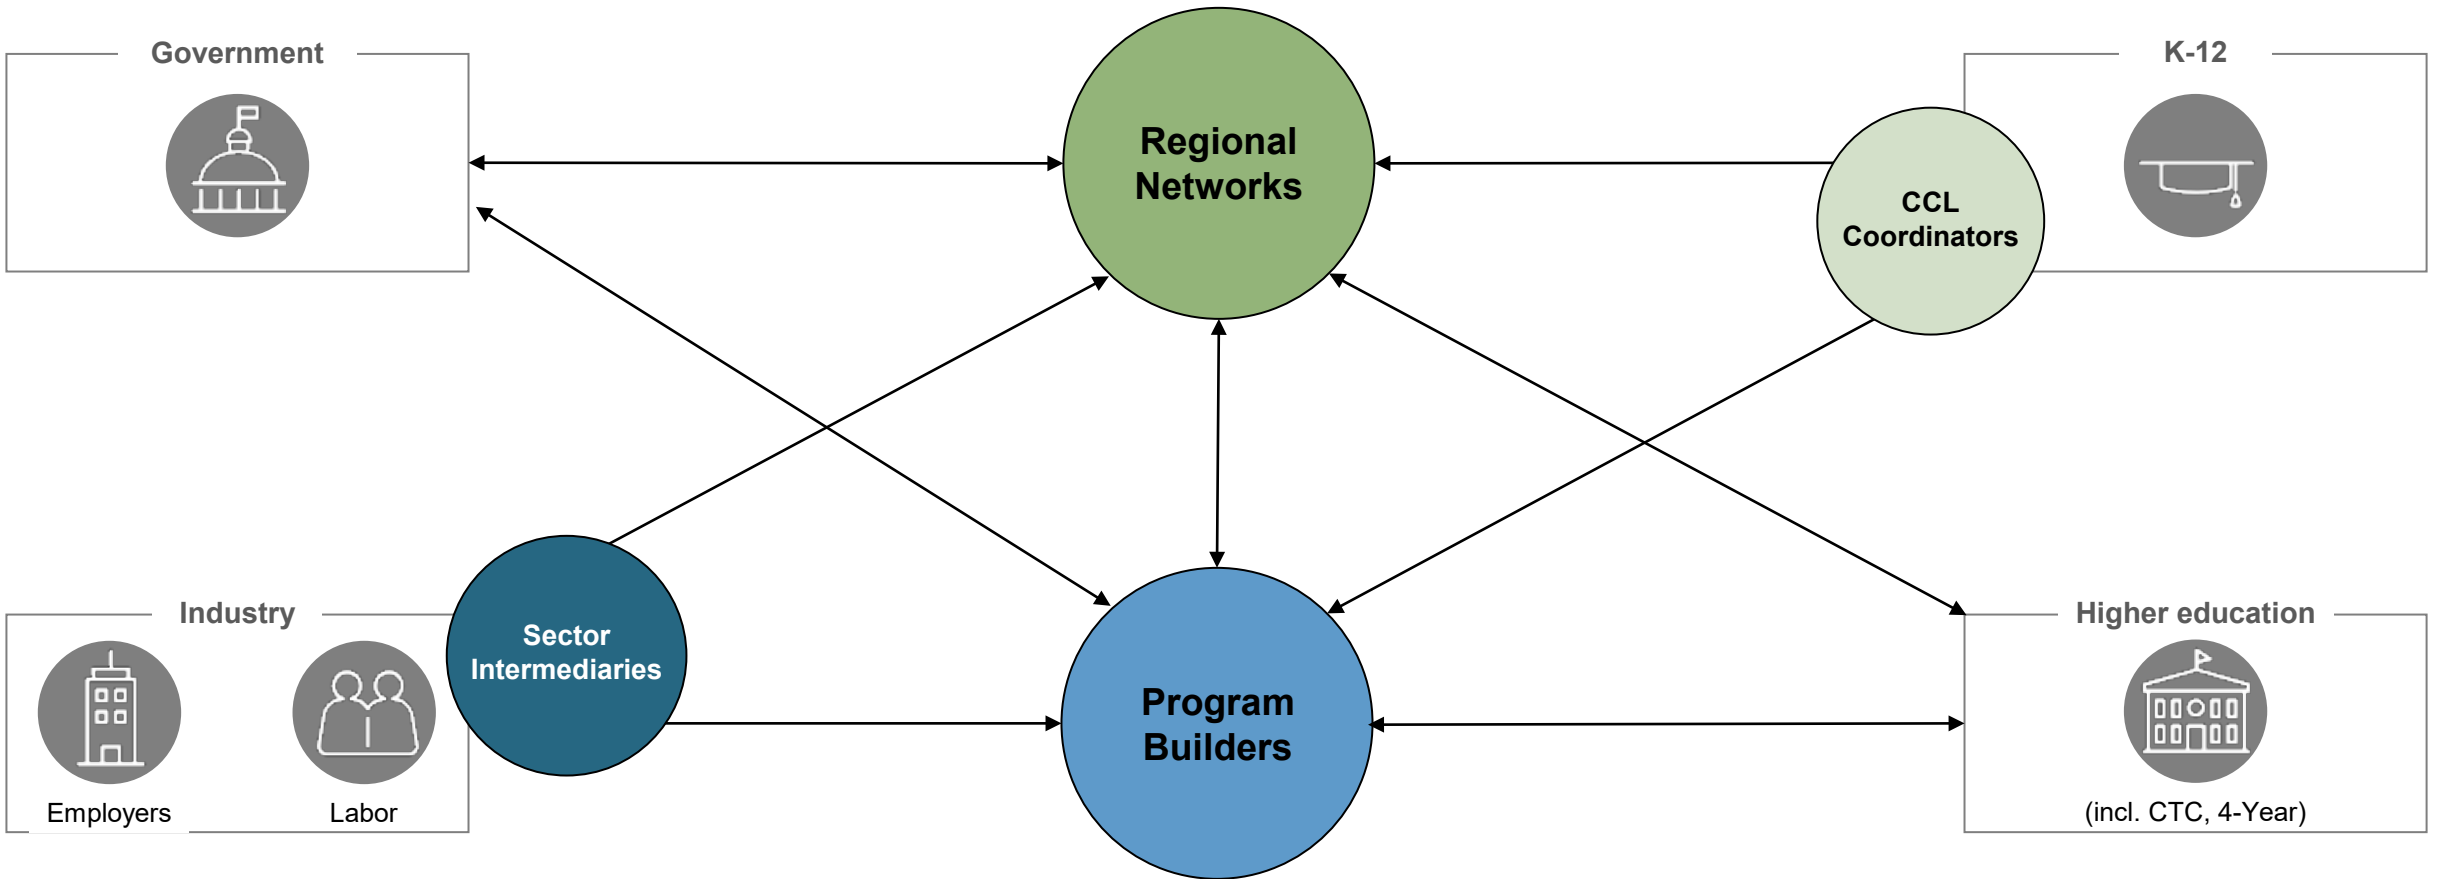 Government
K-12
Regional
Networks
CCL
Coordinators
Industry
Higher education
Sector
Intermediaries
Program
Builders
Employers
Labor
(incl. CTC, 4-Year)